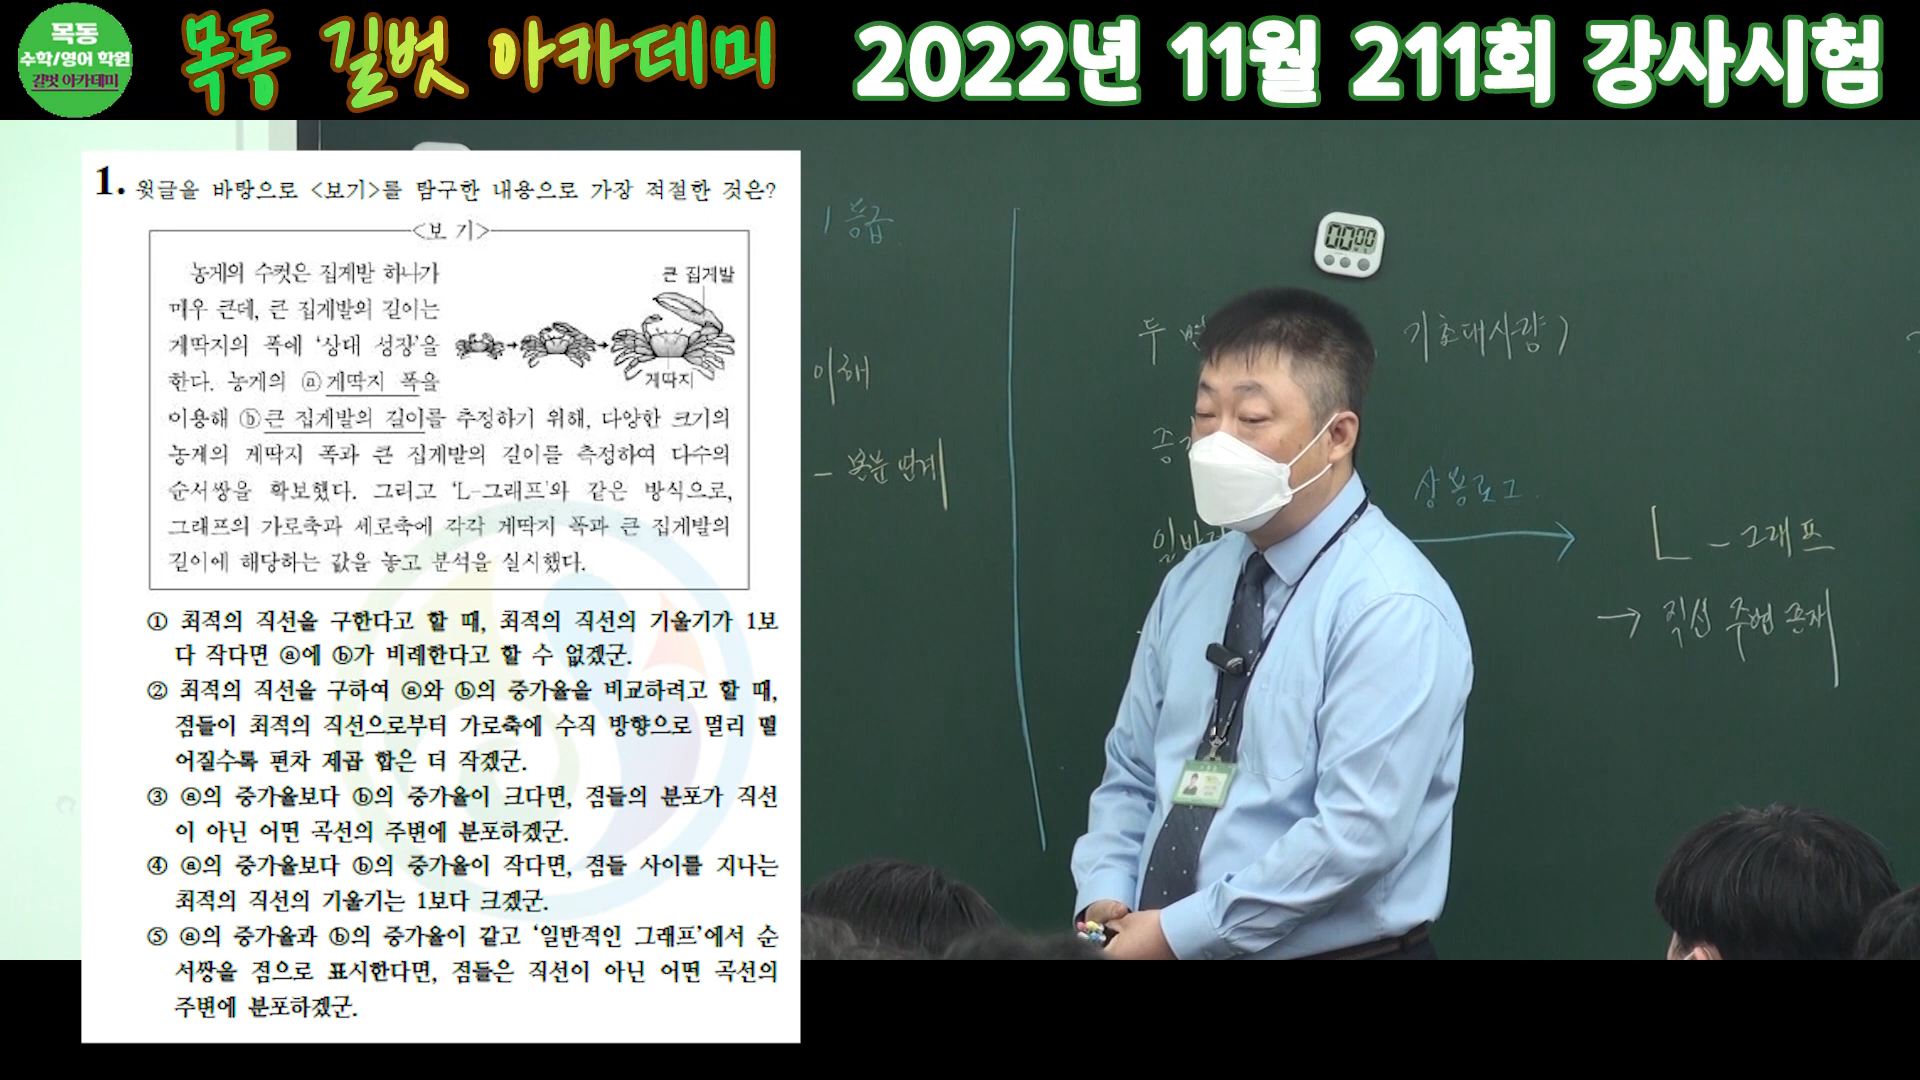 목동
수학/영어 학원
길벗 아카데미
목동 길벗 아카데미
2022년 11월 211회 강사시험
1. 윗글을 바탕으로 <보기>를 탐구한 내용으로 가장 적절한 것은?
<보 기>
농게의 수컷은 집게발 하나가
매우 큰데, 큰 집게발의 길이는
게딱지의 폭에 '상대 성장'을
한다. 농게의 ⓐ게딱지 폭을
큰 집게발
게딱지
이용해 ⓑ큰 집게발의 길이를 추정하기 위해, 다양한 크기의
농게의 게딱지 폭과 큰 집게발의 길이를 측정하여 다수의
순서쌍을 확보했다. 그리고 'L-그래프'와 같은 방식으로,
그래프의 가로축과 세로축에 각각 게딱지 폭과 큰 집게발의
길이에 해당하는 값을 놓고 분석을 실시했다.
① 최적의 직선을 구한다고 할 때, 최적의 직선의 기울기가 1보
다 작다면 ⓐ에 ⓑ가 비례한다고 할 수 없겠군.
② 최적의 직선을 구하여 ⓐ와 ⓑ의 증가율을 비교하려고 할 때,
점들이 최적의 직선으로부터 가로축에 수직 방향으로 멀리 떨
어질수록 편차 제곱 합은 더 작겠군.
③ ⓐ의 증가율보다 ⓑ의 증가율이 크다면, 점들의 분포가 직선
이 아닌 어떤 곡선의 주변에 분포하겠군.
④ ⓐ의 증가율보다 ⓑ의 증가율이 작다면, 점들 사이를 지나는
최적의 직선의 기울기는 1보다 크겠군.
⑤ ⓐ의 증가율과 ⓑ의 증가율이 같고 '일반적인 그래프'에서 순
서쌍을 점으로 표시한다면, 점들은 직선이 아닌 어떤 곡선의
주변에 분포하겠군.
1등급
00:00
두 변
기초대사량)
이해
- 본문 연계
상용로그
L-그래프
→ 직선 주변 존재